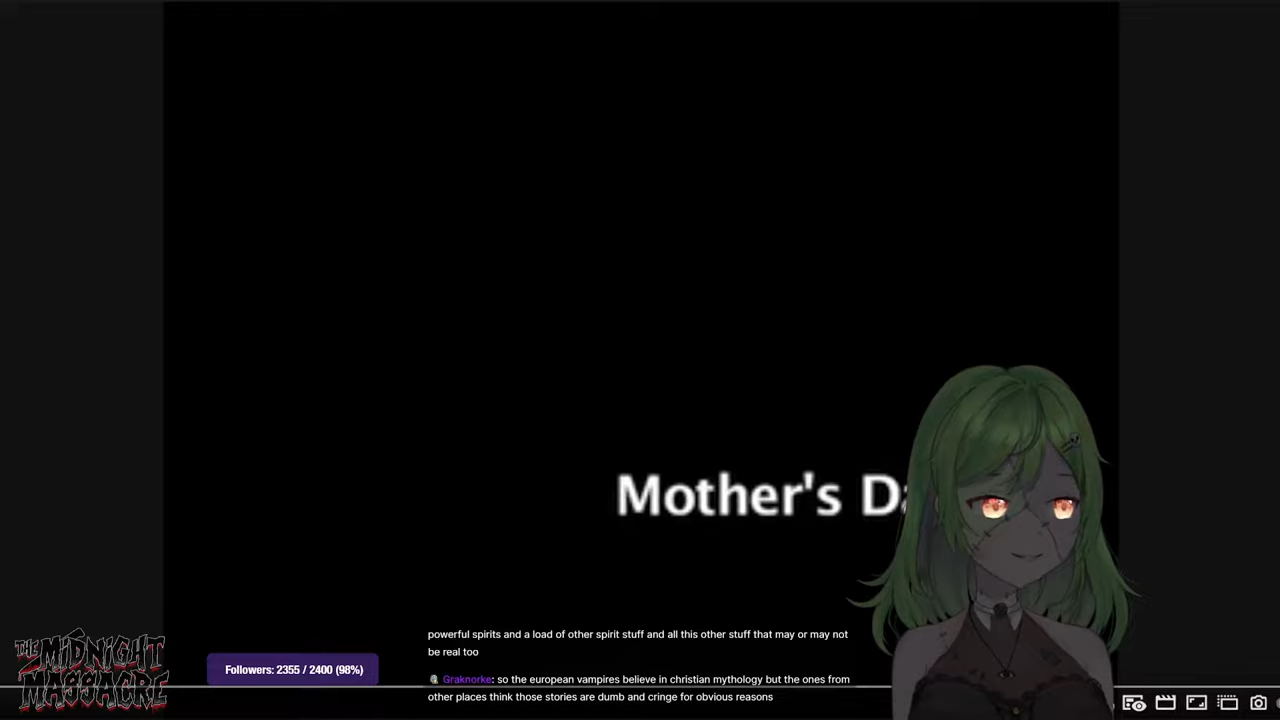 Mother's
powerful spirits and a load of other spirit stuff and all this other stuff that may or may not
be real too
THE
MIDNIGHT
MASSACRE
Followers: 2355 / 2400 (98%)
Graknorke: so the european vampires believe in christian mythology but the ones from
other places think those stories are dumb and cringe for obvious reasons